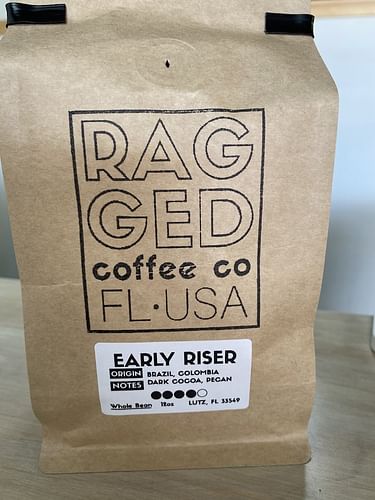 RAG
GED
coffee co
FL·USA
EARLY RISER
ORIGIN BRAZIL, COLOMBIA
NOTES DARK COCOA, PECAN
Whole Bean 12oz LUTZ, FL 33549